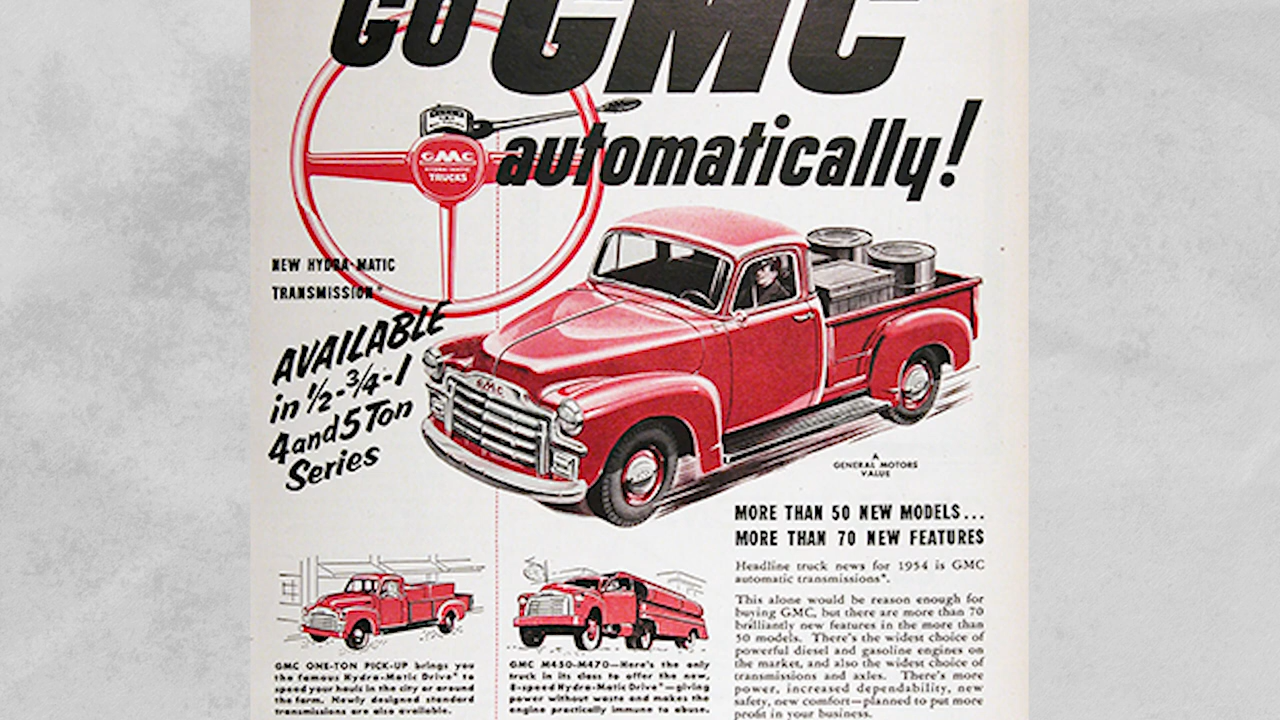 Go GMC
automatically!
GMC
HYDRA-MATIC
TRUCKS
NEW HYDRA-MATIC
TRANSMISSION*
AVAILABLE
in 1/2-3/4-1
4 and 5 Ton
Series
GMC
A
GENERAL MOTORS
VALUE
MORE THAN 50 NEW MODELS...
MORE THAN 70 NEW FEATURES
Headline truck news for 1954 is GMC
automatic transmissions*.
This alone would be reason enough for
buying GMC, but there are more than 70
brilliantly new features in the more than
50 models. There's the widest choice of
powerful diesel and gasoline engines on
the market, and also the widest choice of
transmissions and axles. There's more
power, increased dependability, new
safety, new comfort—planned to put more
profit in your business.
GMC ONE-TON PICK-UP brings you
the famous Hydra-Matic Drive* to
speed your hauls in the city or around
the farm. Newly designed standard
transmissions are also available.
GMC M450-M470—Here's the only
truck in its class to offer the new,
8-speed Hydra-Matic Drive*—giving
power without waste and makes the
engine practically immune to abuse.